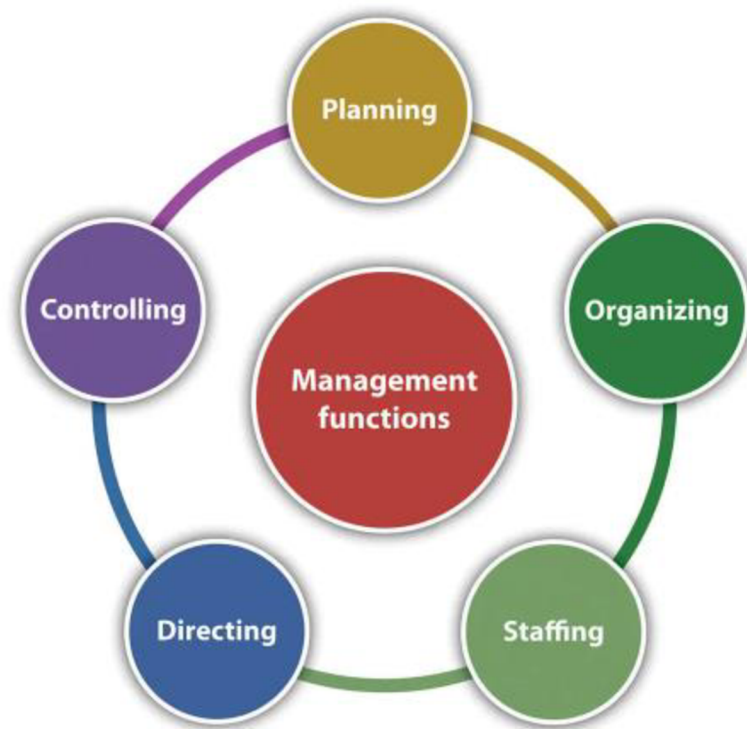 Planning
Organizing
Staffing
Directing
Controlling
Management
functions